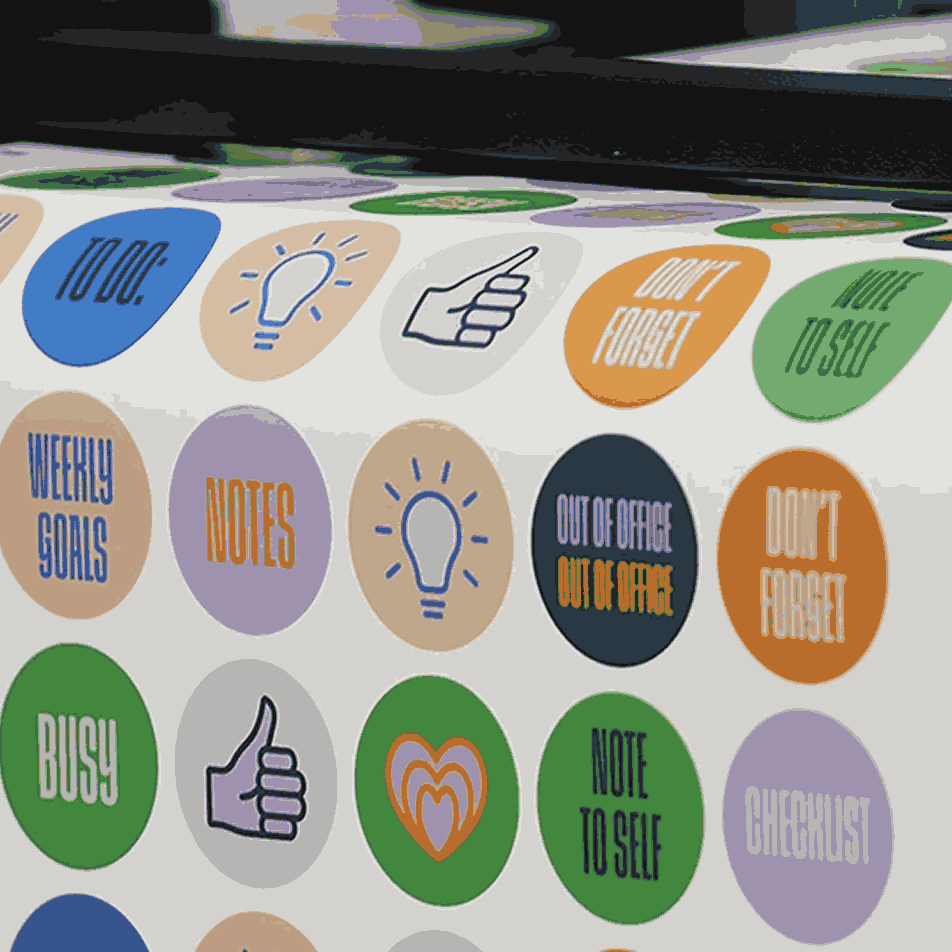 TO DO:
DON'T
FORGET
NOTE
TO SELF
WEEKLY
GOALS
NOTES
OUT OF OFFICE
OUT OF OFFICE
DON'T
FORGET
BUSY
NOTE
TO SELF
CHECKLIST